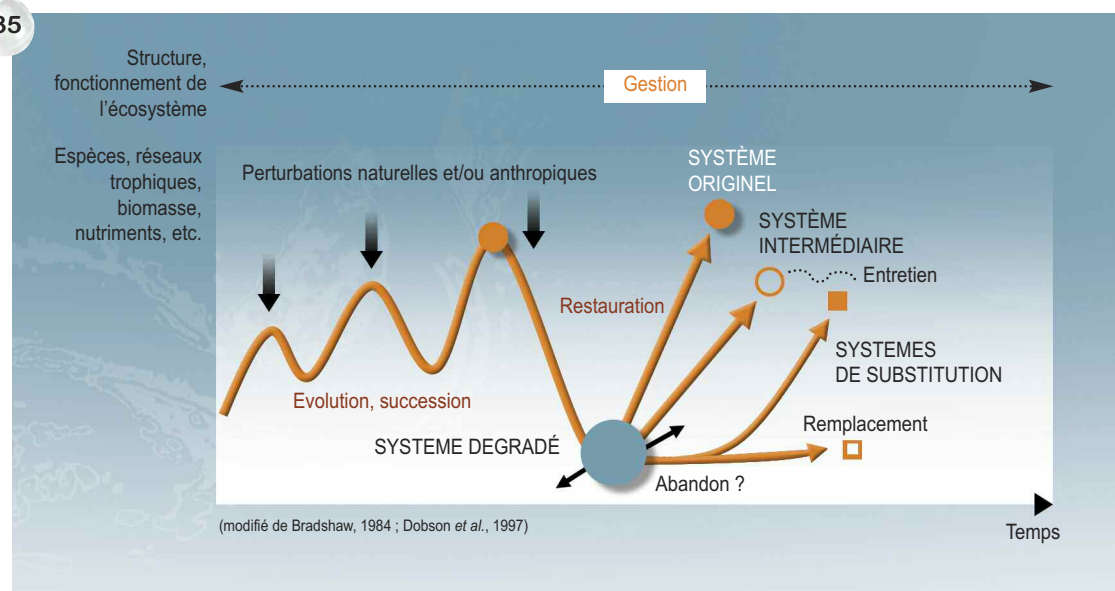 35
Structure,
fonctionnement de
l'écosystème
Gestion
Espèces, réseaux
trophiques,
biomasse,
nutriments, etc.
Perturbations naturelles et/ou anthropiques
SYSTÈME
ORIGINEL
SYSTÈME
INTERMÉDIAIRE
Entretien
Restauration
SYSTEMES
DE SUBSTITUTION
Evolution, succession
SYSTEME DEGRADÉ
Remplacement
Abandon ?
(modifié de Bradshaw, 1984 ; Dobson et al., 1997)
Temps